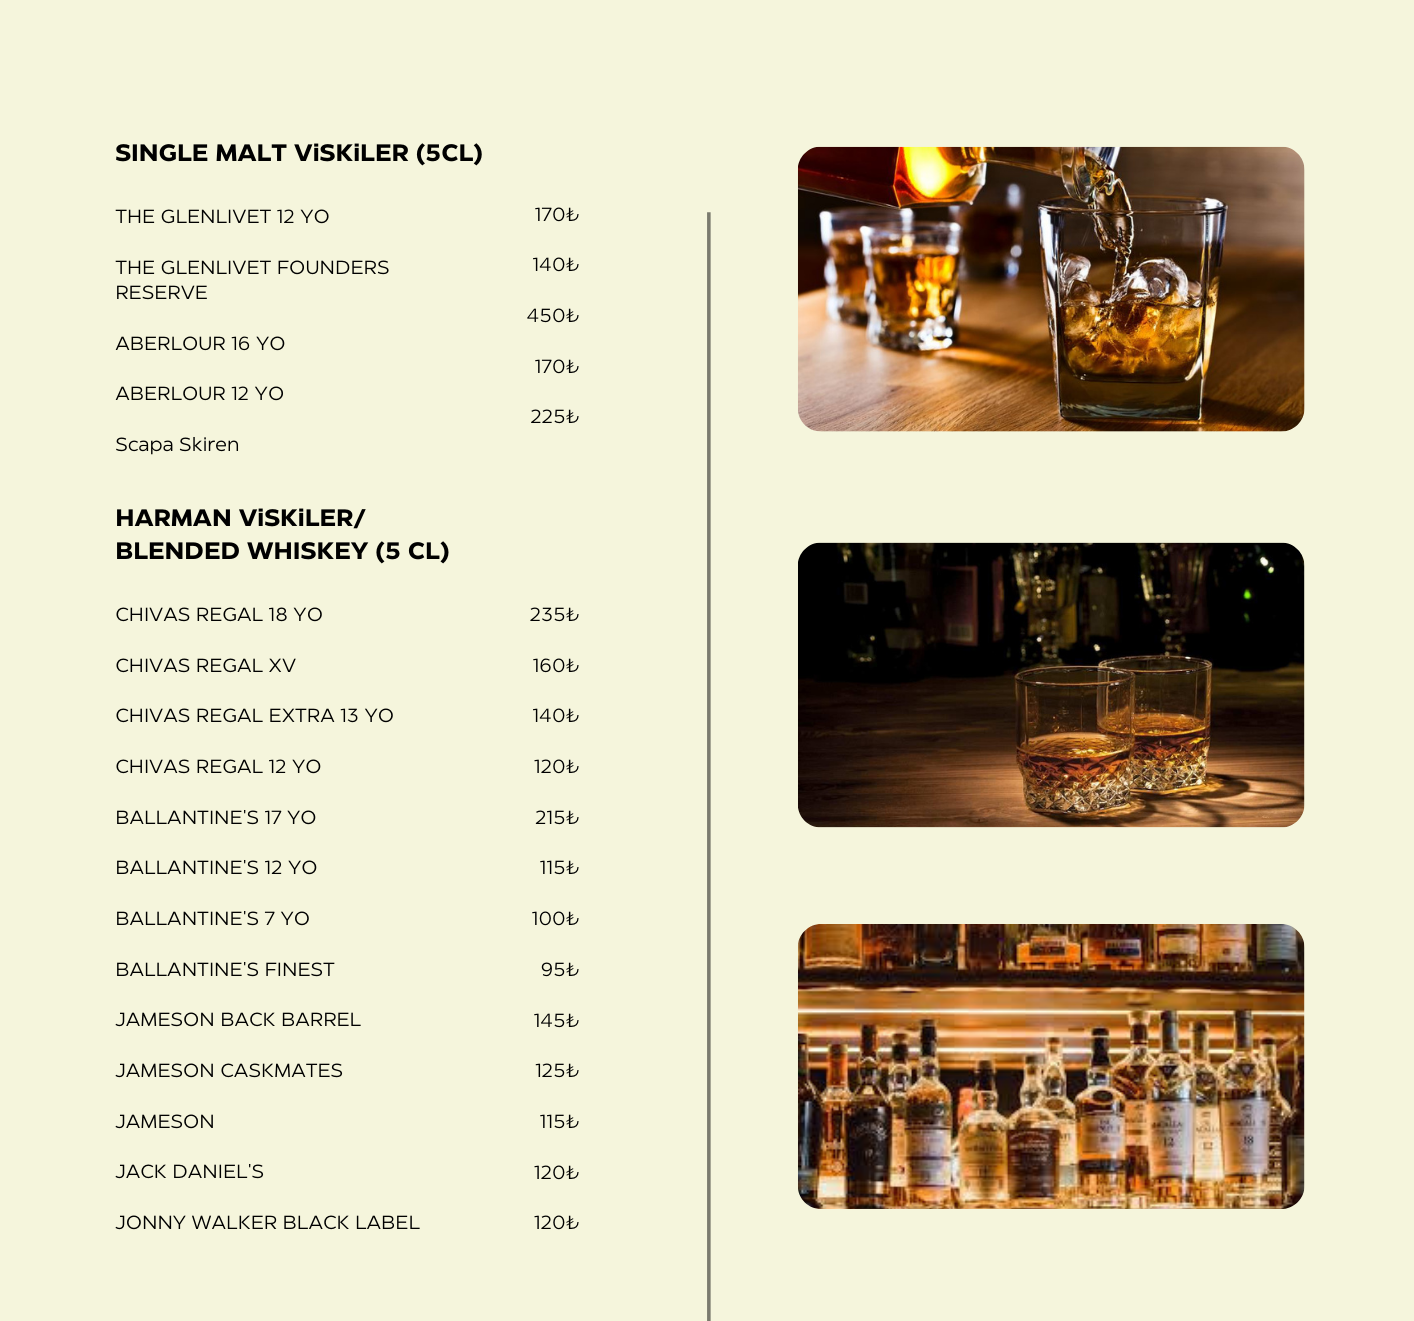 SINGLE MALT ViSKiLER (5CL)
THE GLENLIVET 12 YO 170₺
THE GLENLIVET FOUNDERS 140₺
RESERVE
450₺
ABERLOUR 16 YO
170₺
ABERLOUR 12 YO
225₺
Scapa Skiren
HARMAN ViSKiLER/
BLENDED WHISKEY (5 CL)
CHIVAS REGAL 18 YO 235₺
CHIVAS REGAL XV 160₺
CHIVAS REGAL EXTRA 13 YO 140₺
CHIVAS REGAL 12 YO 120₺
BALLANTINE'S 17 YO 215₺
BALLANTINE'S 12 YO 115₺
BALLANTINE'S 7 YO 100₺
BALLANTINE'S FINEST 95₺
JAMESON BACK BARREL 145₺
JAMESON CASKMATES 125₺
JAMESON 115₺
JACK DANIEL'S 120₺
JONNY WALKER BLACK LABEL 120₺
12
18